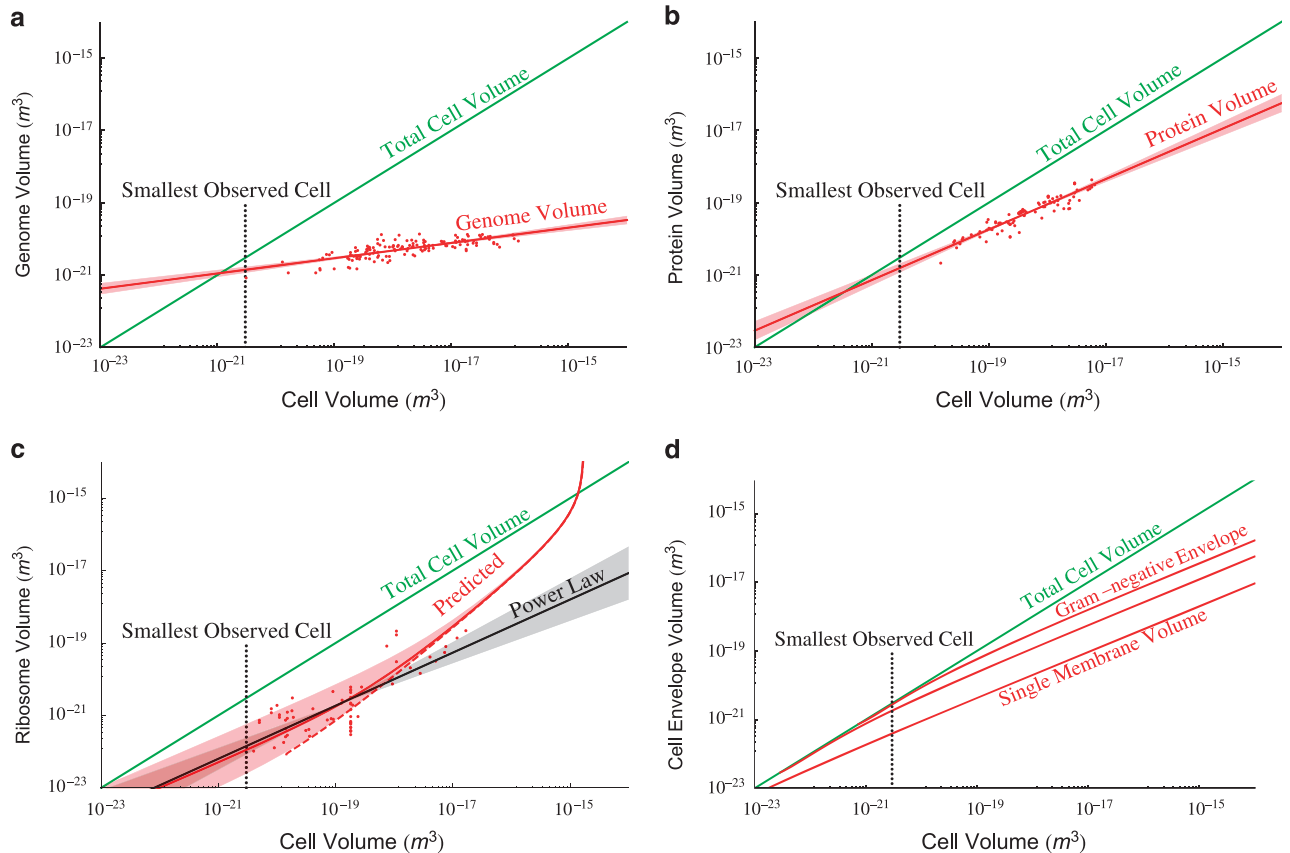 a
Genome Volume (m³)
10⁻¹⁵
10⁻¹⁷
10⁻¹⁹
10⁻²¹
10⁻²³
Total Cell Volume
Smallest Observed Cell
Genome Volume
10⁻²³ 10⁻²¹ 10⁻¹⁹ 10⁻¹⁷ 10⁻¹⁵
Cell Volume (m³)
b
Protein Volume (m³)
10⁻¹⁵
10⁻¹⁷
10⁻¹⁹
10⁻²¹
10⁻²³
Total Cell Volume
Protein Volume
Smallest Observed Cell
10⁻²³ 10⁻²¹ 10⁻¹⁹ 10⁻¹⁷ 10⁻¹⁵
Cell Volume (m³)
c
Ribosome Volume (m³)
10⁻¹⁵
10⁻¹⁷
10⁻¹⁹
10⁻²¹
10⁻²³
Total Cell Volume
Predicted
Power Law
Smallest Observed Cell
10⁻²³ 10⁻²¹ 10⁻¹⁹ 10⁻¹⁷ 10⁻¹⁵
Cell Volume (m³)
d
Cell Envelope Volume (m³)
10⁻¹⁵
10⁻¹⁷
10⁻¹⁹
10⁻²¹
10⁻²³
Total Cell Volume
Gram –negative Envelope
Smallest Observed Cell
Single Membrane Volume
10⁻²³ 10⁻²¹ 10⁻¹⁹ 10⁻¹⁷ 10⁻¹⁵
Cell Volume (m³)